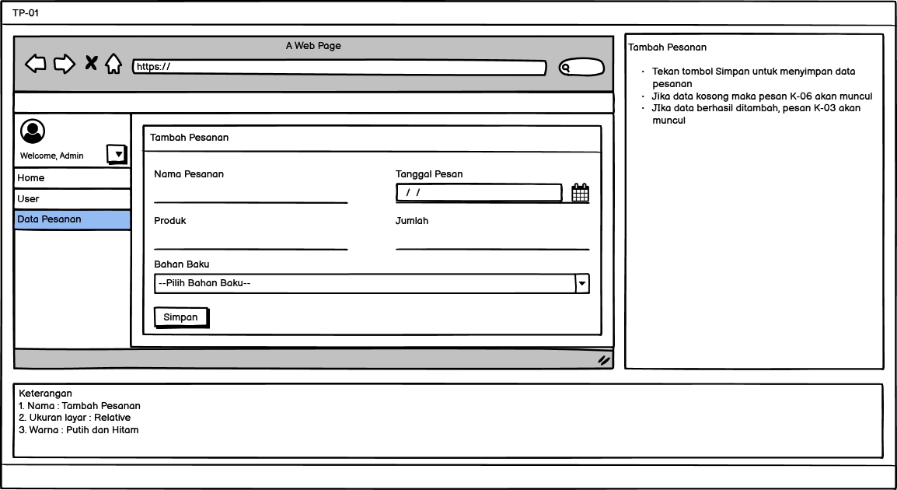 TP-01
A Web Page
https://
Welcome, Admin
Home
User
Data Pesanan
Tambah Pesanan
Nama Pesanan
Tanggal Pesan
/ /
Produk
Jumlah
Bahan Baku
--Pilih Bahan Baku--
Simpan
Tambah Pesanan
· Tekan tombol Simpan untuk menyimpan data
pesanan
· Jika data kosong maka pesan K-06 akan muncul
· JIka data berhasil ditambah, pesan K-03 akan
muncul
Keterangan
1. Nama : Tambah Pesanan
2. Ukuran layar : Relative
3. Warna : Putih dan Hitam